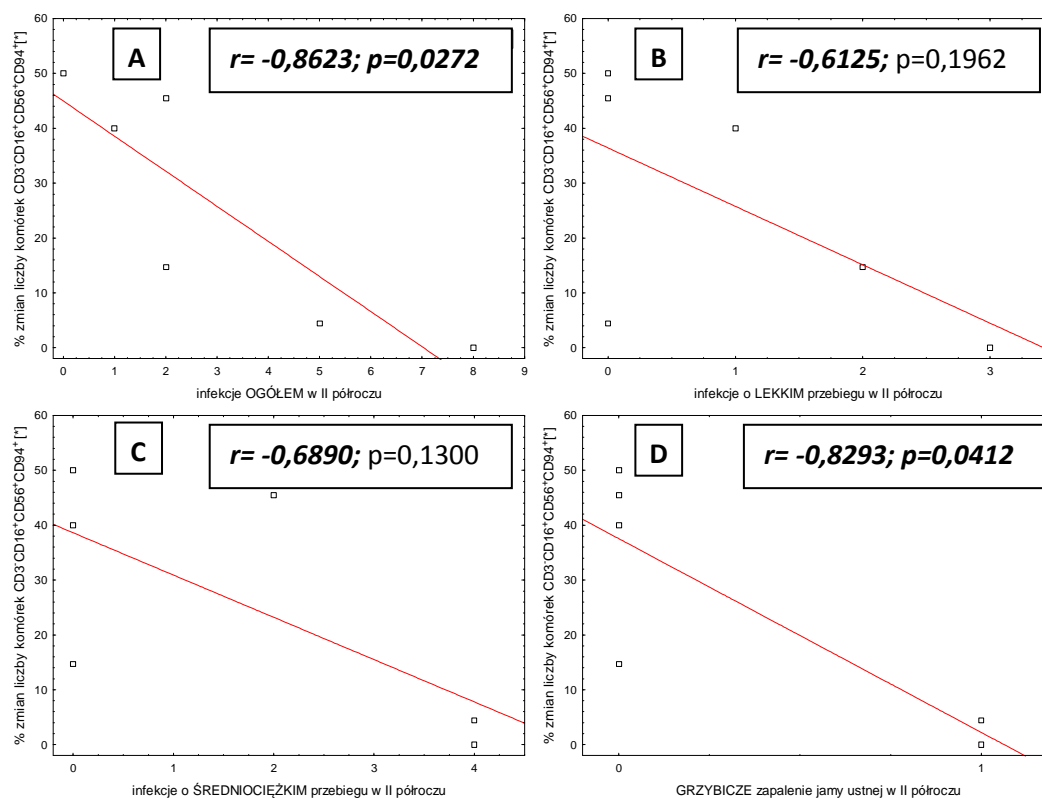 A
r= -0,8623; p=0,0272
% zmian liczby komórek CD3⁻CD16⁺CD56⁺CD94⁺[*]
60
50
40
30
20
10
0
0 1 2 3 4 5 6 7 8 9
infekcje OGÓŁEM w II półroczu
B
r= -0,6125; p=0,1962
% zmian liczby komórek CD3⁻CD16⁺CD56⁺CD94⁺[*]
60
50
40
30
20
10
0
0 1 2 3
infekcje o LEKKIM przebiegu w II półroczu
C
r= -0,6890; p=0,1300
% zmian liczby komórek CD3⁻CD16⁺CD56⁺CD94⁺[*]
60
50
40
30
20
10
0
0 1 2 3 4
infekcje o ŚREDNIOCIĘŻKIM przebiegu w II półroczu
D
r= -0,8293; p=0,0412
% zmian liczby komórek CD3⁻CD16⁺CD56⁺CD94⁺[*]
60
50
40
30
20
10
0
0 1
GRZYBICZE zapalenie jamy ustnej w II półroczu